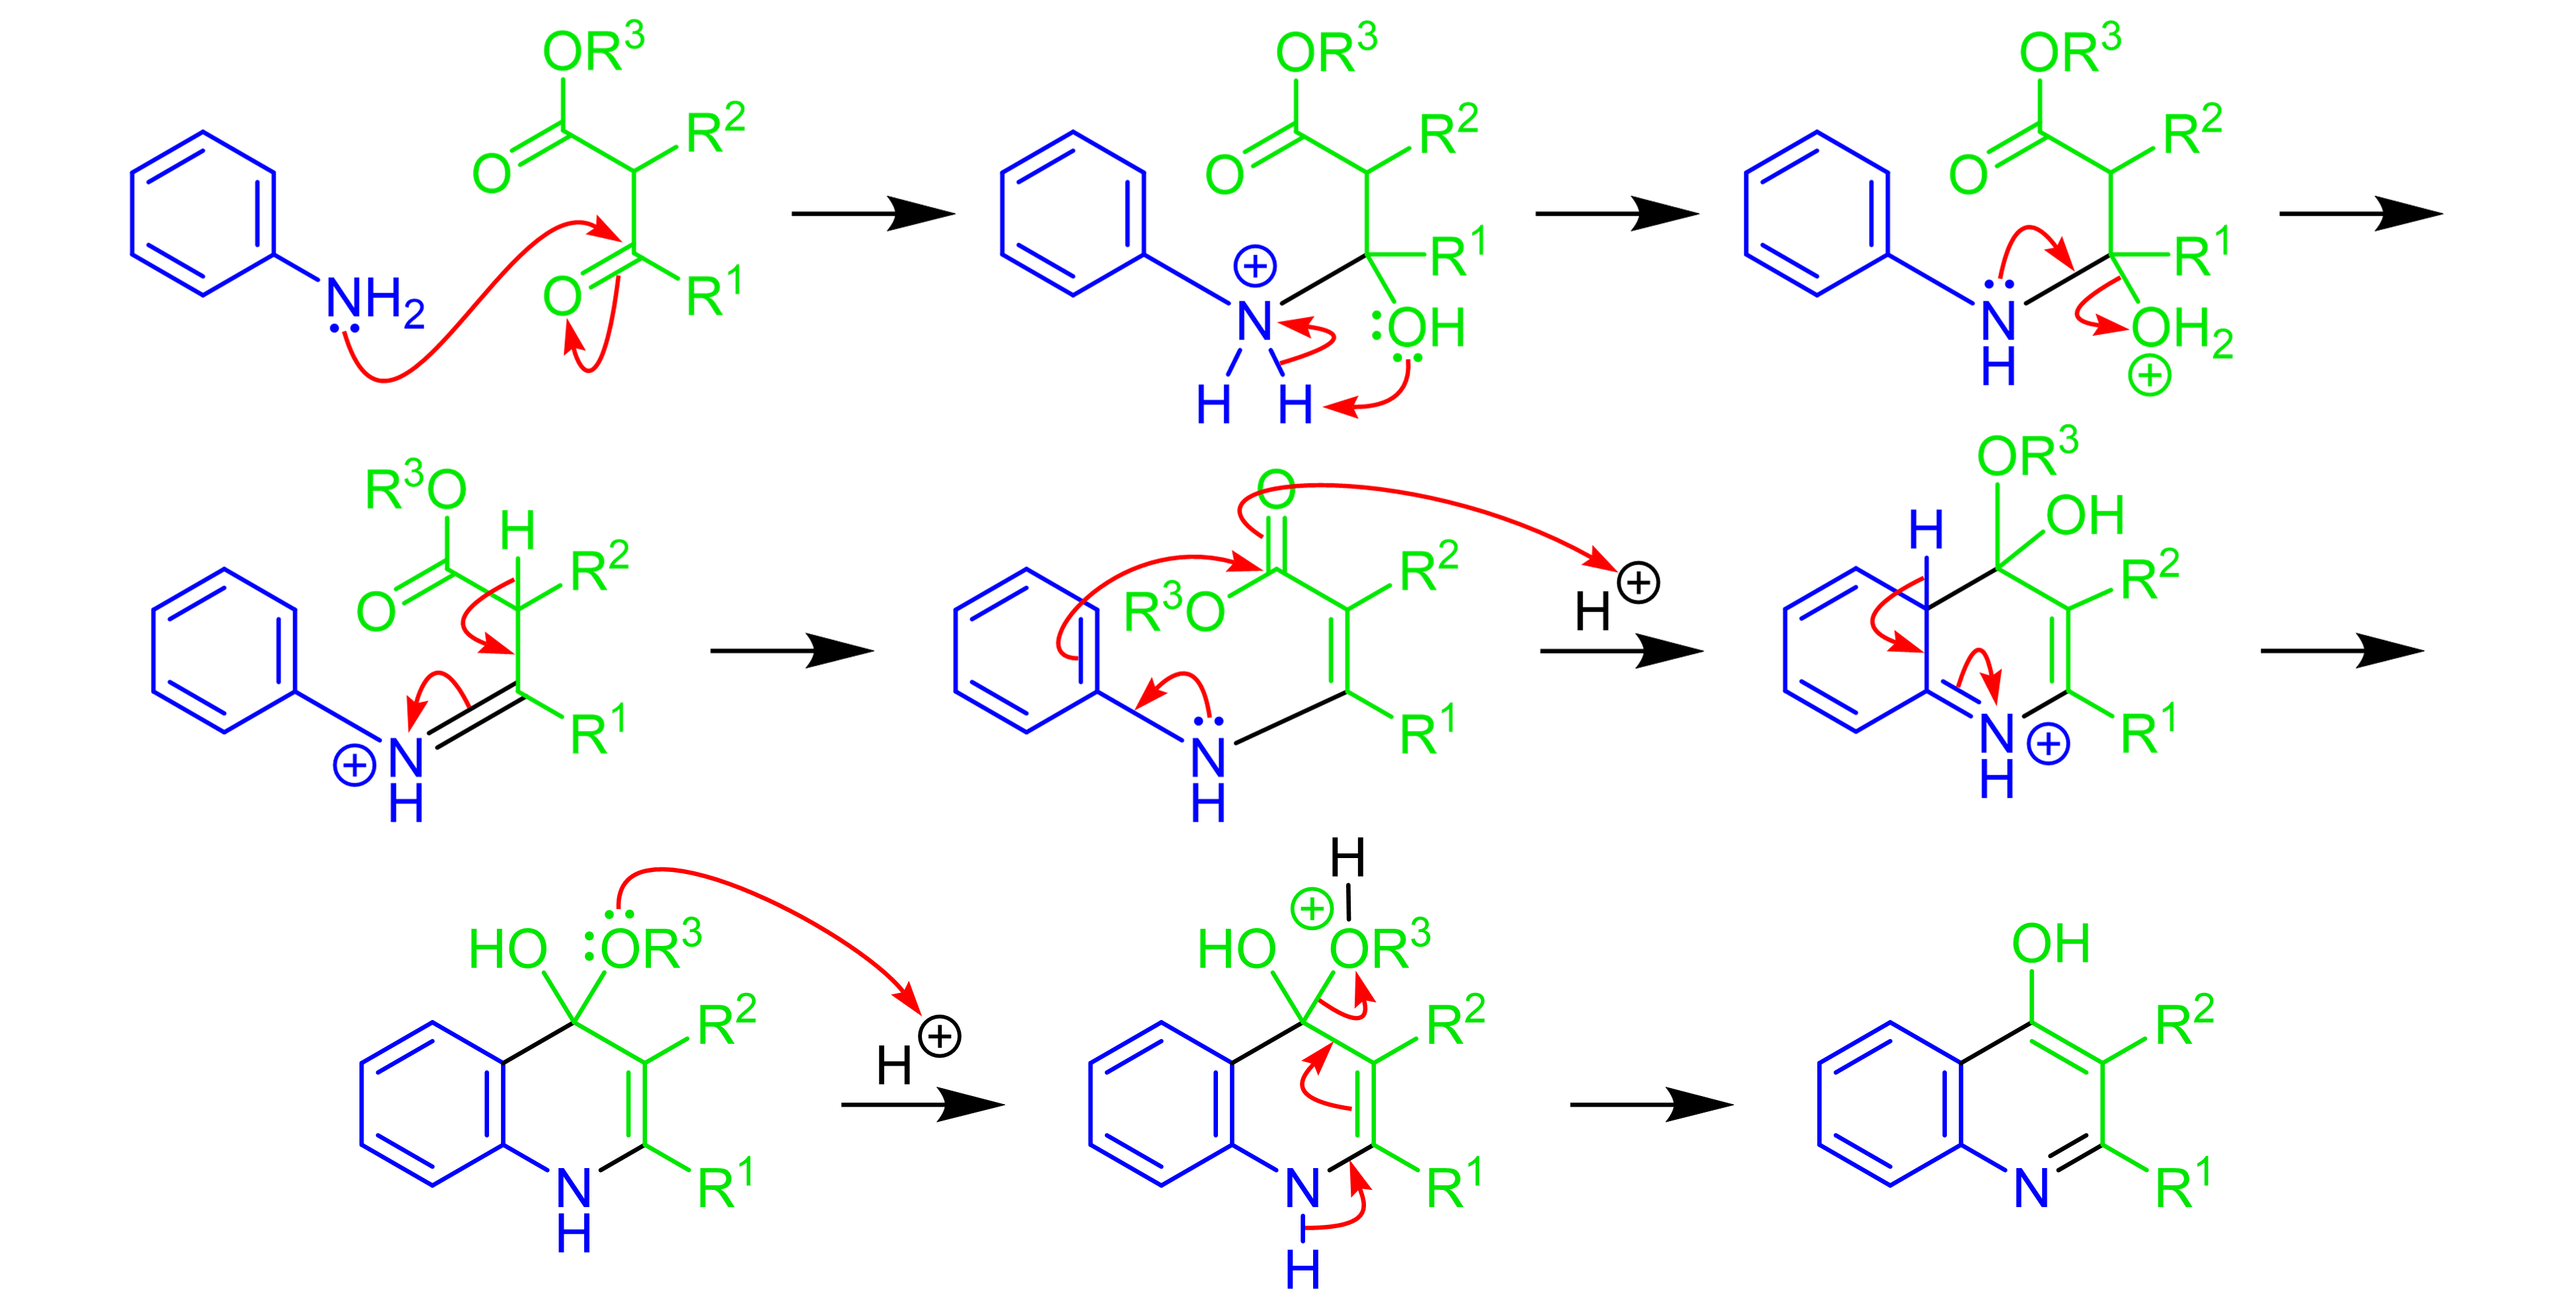 OR³
R²
O
O
R¹
NH₂
OR³
R²
O
R¹
⊕
N
:OH
H H
OR³
R²
O
R¹
N
H
OH₂
⊕
R³O
H
R²
O
R¹
⊕ N
H
O
R²
R³O
R¹
N
H
H⊕
OR³
OH
H
R²
R¹
N⊕
H
HO :OR³
R²
R¹
N
H
H⊕
H
⊕
HO OR³
R²
R¹
N
H
OH
R²
R¹
N